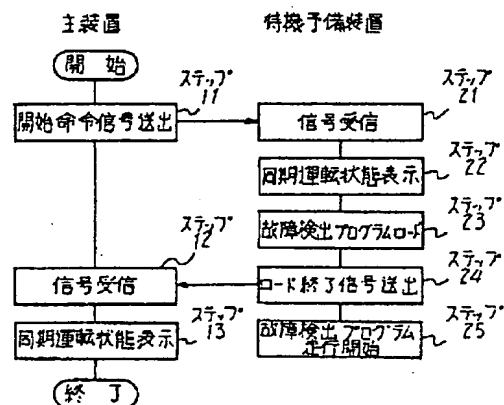 主装置
待機予備装置
開始
ステップ
11
開始命令信号送出
ステップ
21
信号受信
ステップ
22
同期運転状態表示
ステップ
23
故障検出プログラムロード
ステップ
12
信号受信
ステップ
24
ロード終了信号送出
ステップ
13
同期運転状態表示
ステップ
25
故障検出プログラム
走行開始
終了